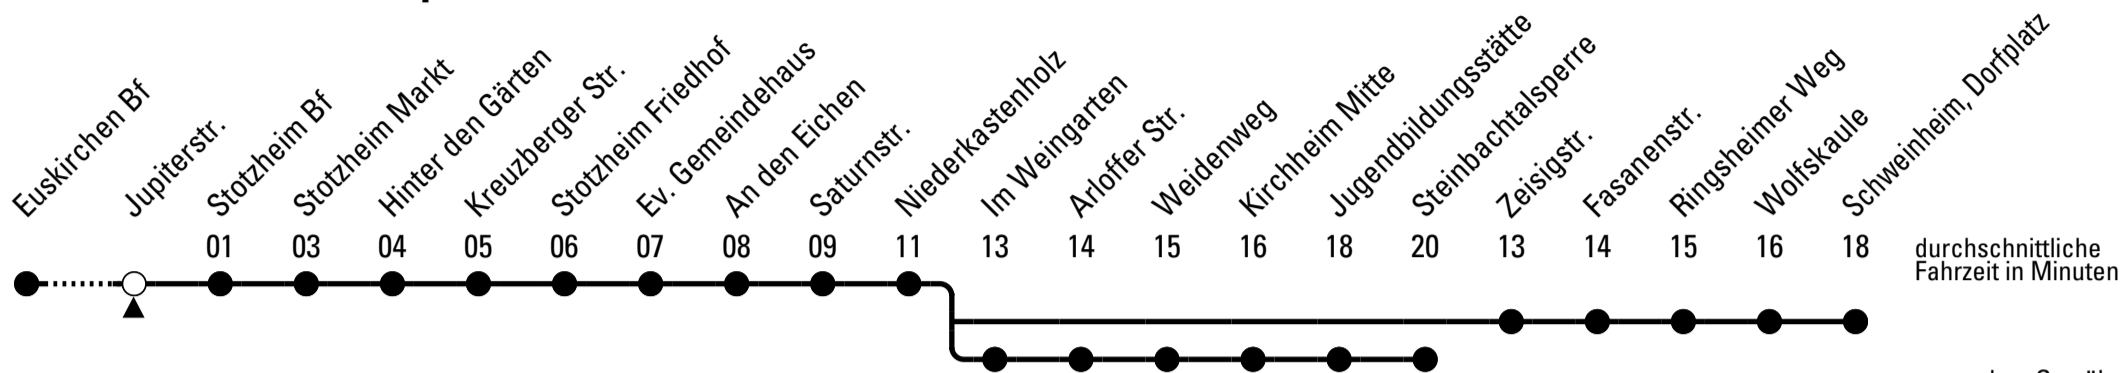 Euskirchen Bf
Jupiterstr.
Stotzheim Bf
Stotzheim Markt
Hinter den Gärten
Kreuzberger Str.
Stotzheim Friedhof
Ev. Gemeindehaus
An den Eichen
Saturnstr.
Niederkastenholz
Im Weingarten
Arloffer Str.
Weidenweg
Kirchheim Mitte
Jugendbildungsstätte
Steinbachtalsperre
Zeisigstr.
Fasanenstr.
Ringsheimer Weg
Wolfskaule
Schweinheim, Dorfplatz
01 03 04 05 06 07 08 09 11 13 14 15 16 18 20 13 14 15 16 18
durchschnittliche
Fahrzeit in Minuten